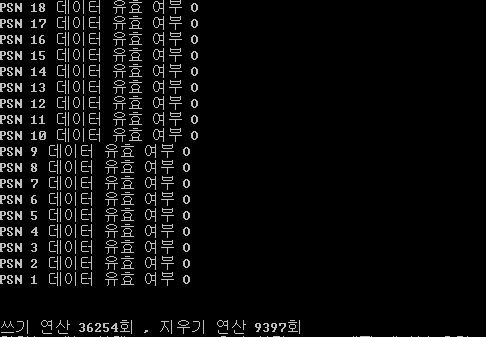 PSN 18 데이터 유효 여부 0
PSN 17 데이터 유효 여부 0
PSN 16 데이터 유효 여부 0
PSN 15 데이터 유효 여부 0
PSN 14 데이터 유효 여부 0
PSN 13 데이터 유효 여부 0
PSN 12 데이터 유효 여부 0
PSN 11 데이터 유효 여부 0
PSN 10 데이터 유효 여부 0
PSN 9 데이터 유효 여부 0
PSN 8 데이터 유효 여부 0
PSN 7 데이터 유효 여부 0
PSN 6 데이터 유효 여부 0
PSN 5 데이터 유효 여부 0
PSN 4 데이터 유효 여부 0
PSN 3 데이터 유효 여부 0
PSN 2 데이터 유효 여부 0
PSN 1 데이터 유효 여부 0
쓰기 연산 36254회 , 지우기 연산 9397회